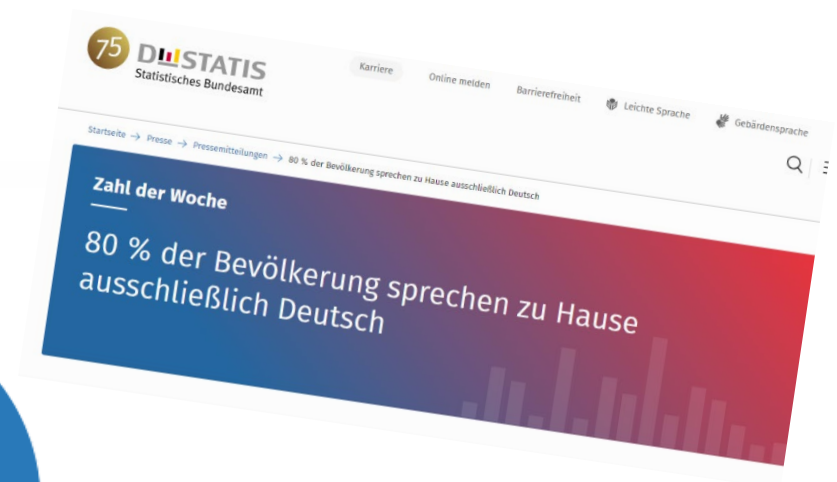 75
DESTATIS
Statistisches Bundesamt
Karriere
Online melden
Barrierefreiheit
Leichte Sprache
Gebärdensprache
Startseite → Presse → Pressemitteilungen → 80 % der Bevölkerung sprechen zu Hause ausschließlich Deutsch
Zahl der Woche
80 % der Bevölkerung sprechen zu Hause
ausschließlich Deutsch